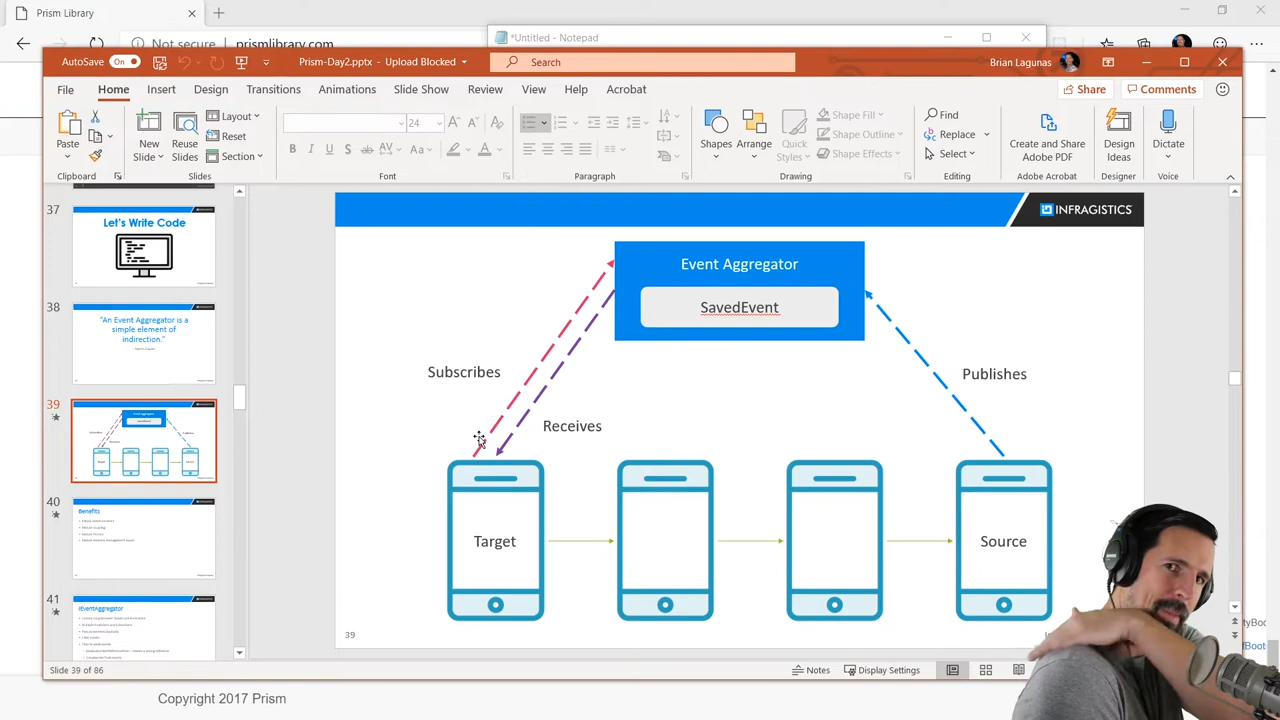 Prism Library
Not secure
prismlibrary.com
*Untitled - Notepad
AutoSave
On
Prism-Day2.pptx - Upload Blocked
Search
Brian Lagunas
File
Home
Insert
Design
Transitions
Animations
Slide Show
Review
View
Help
Acrobat
Share
Comments
Paste
Clipboard
New
Slide
Reuse
Slides
Layout
Reset
Section
Slides
24
B I U S ab AV Aa A
Font
Paragraph
Shapes
Arrange
Quick
Styles
Shape Fill
Shape Outline
Shape Effects
Drawing
Find
Replace
Select
Editing
Create and Share
Adobe PDF
Adobe Acrobat
Design
Ideas
Designer
Dictate
Voice
37
Let's Write Code
38
"An Event Aggregator is a
simple element of
indirection."
39
40
Benefits
41
IEventAggregator
INFRAGISTICS
Event Aggregator
SavedEvent
Subscribes
Receives
Publishes
Target
Source
39
Slide 39 of 86
Notes
Display Settings
Copyright 2017 Prism